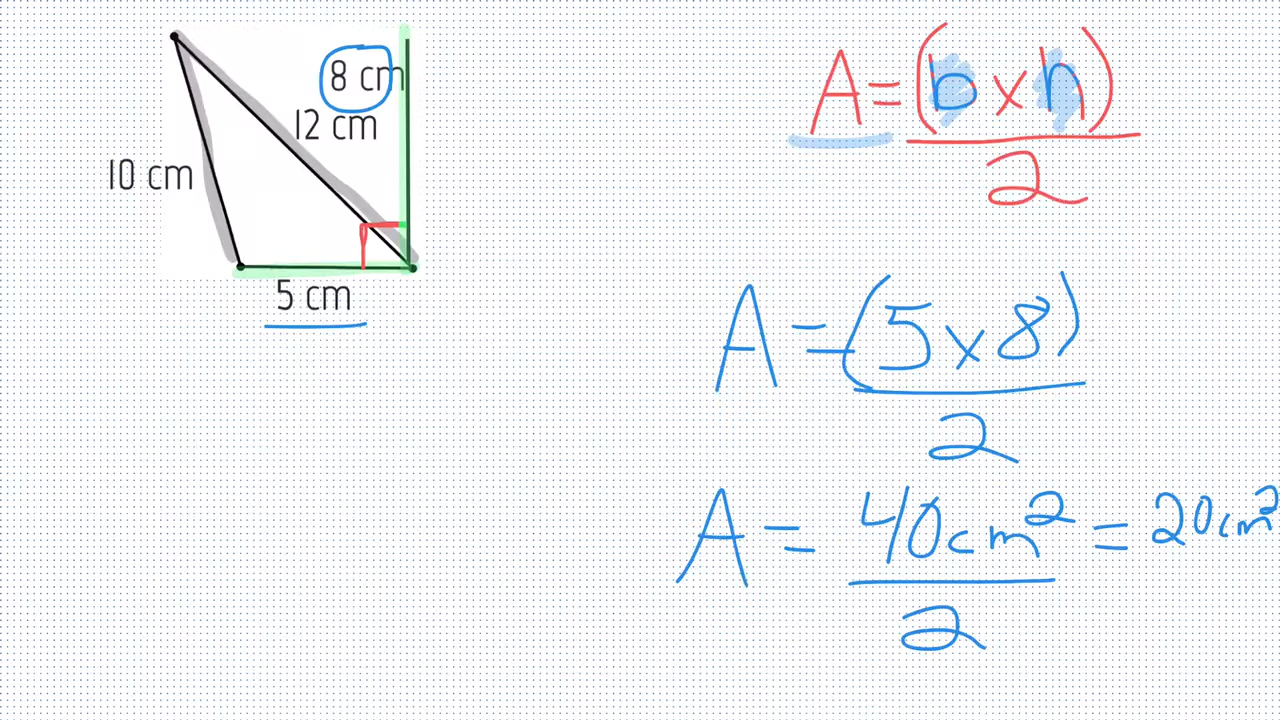 8 cm
12 cm
10 cm
5 cm
A = (b x h)
2
A = (5 x 8)
2
A = 40cm² = 20cm²
2